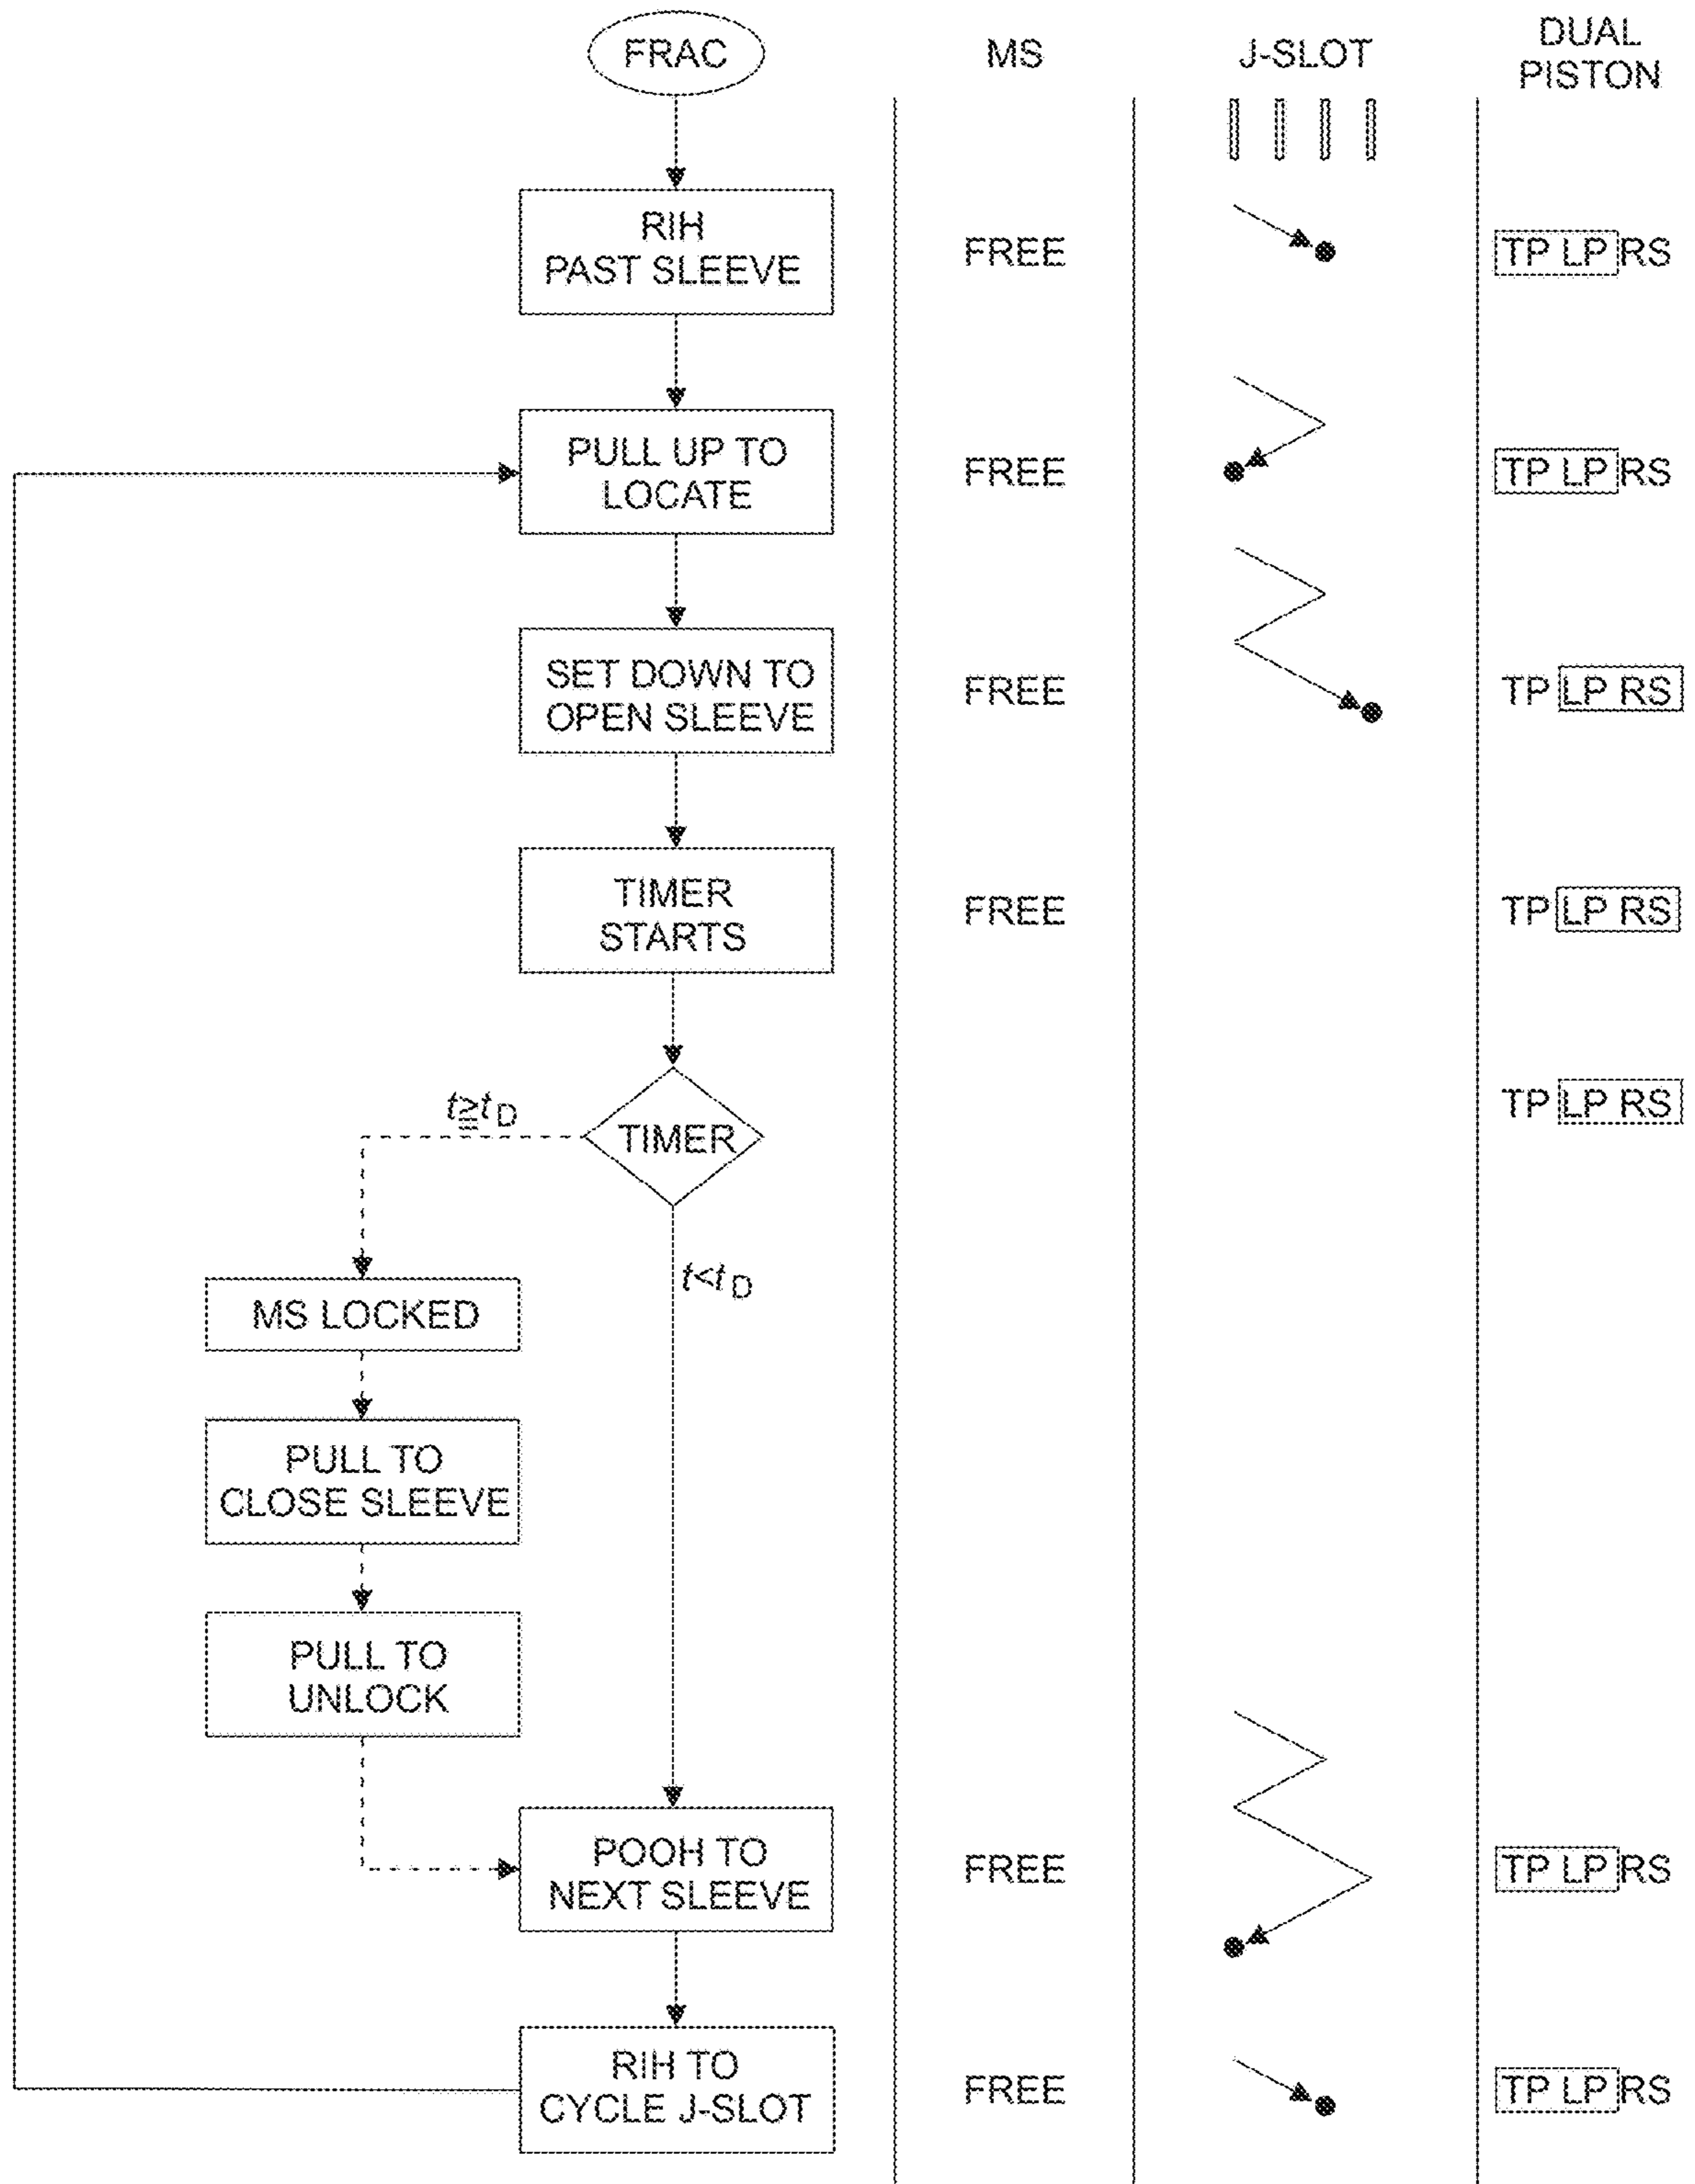 FRAC
MS
J-SLOT
DUAL
PISTON
RIH
PAST SLEEVE
FREE
TP LP RS
PULL UP TO
LOCATE
FREE
TP LP RS
SET DOWN TO
OPEN SLEEVE
FREE
TP LP RS
TIMER
STARTS
FREE
TP LP RS
t≧tD
TIMER
TP LP RS
t<tD
MS LOCKED
PULL TO
CLOSE SLEEVE
PULL TO
UNLOCK
POOH TO
NEXT SLEEVE
FREE
TP LP RS
RIH TO
CYCLE J-SLOT
FREE
TP LP RS